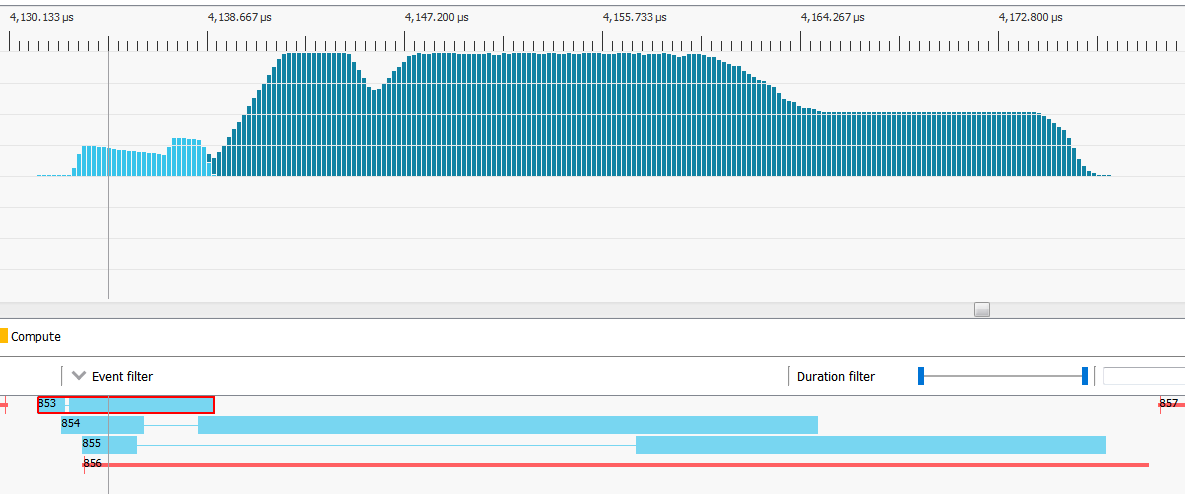 4,130.133 µs 4,138.667 µs 4,147.200 µs 4,155.733 µs 4,164.267 µs 4,172.800 µs
Compute
Event filter Duration filter
853 857
854
855
856